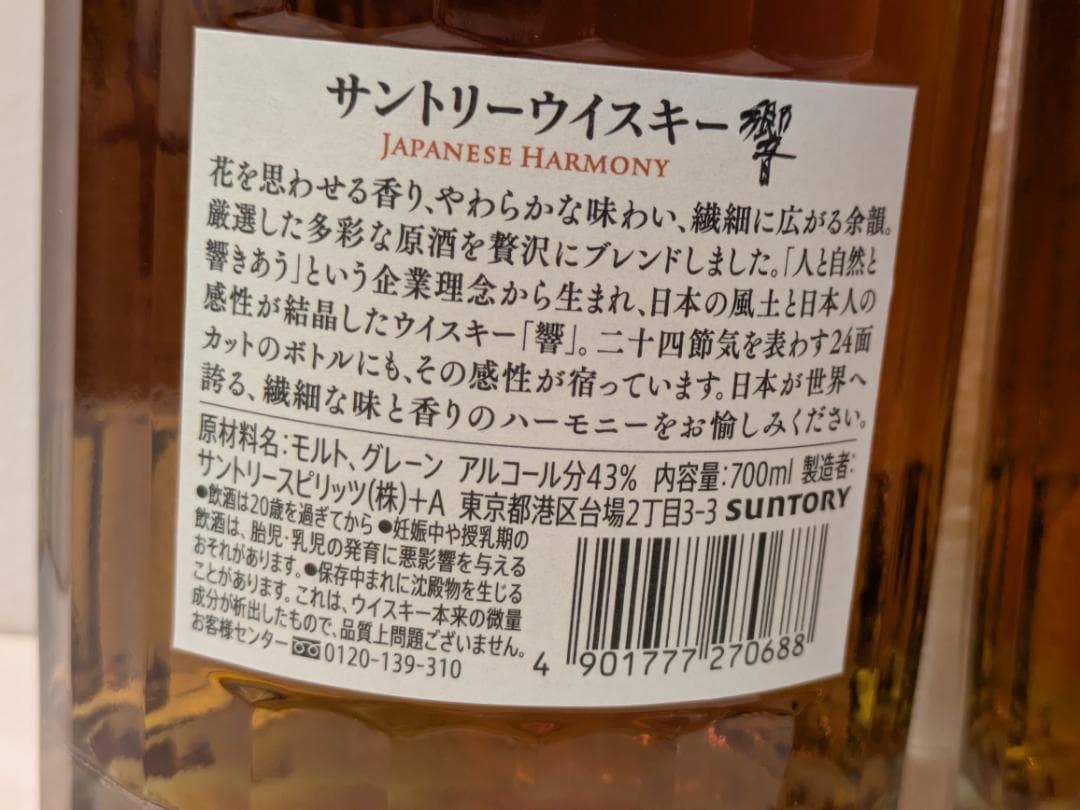 サントリーウイスキー 響
JAPANESE HARMONY
花を思わせる香り、やわらかな味わい、繊細に広がる余韻。
厳選した多彩な原酒を贅沢にブレンドしました。「人と自然と
響きあう」という企業理念から生まれ、日本の風土と日本人の
感性が結晶したウイスキー「響」。二十四節気を表わす24面
カットのボトルにも、その感性が宿っています。日本が世界へ
誇る、繊細な味と香りのハーモニーをお愉しみください。
原材料名:モルト、グレーン アルコール分43% 内容量:700ml 製造者:
サントリースピリッツ(株)+A 東京都港区台場2丁目3-3 SUNTORY
●飲酒は20歳を過ぎてから ●妊娠中や授乳期の
飲酒は、胎児・乳児の発育に悪影響を与える
おそれがあります。●保存中まれに沈殿物を生じる
ことがあります。これは、ウイスキー本来の微量
成分が析出したもので、品質上問題ございません。
お客様センター 0120-139-310
4 901777 270688